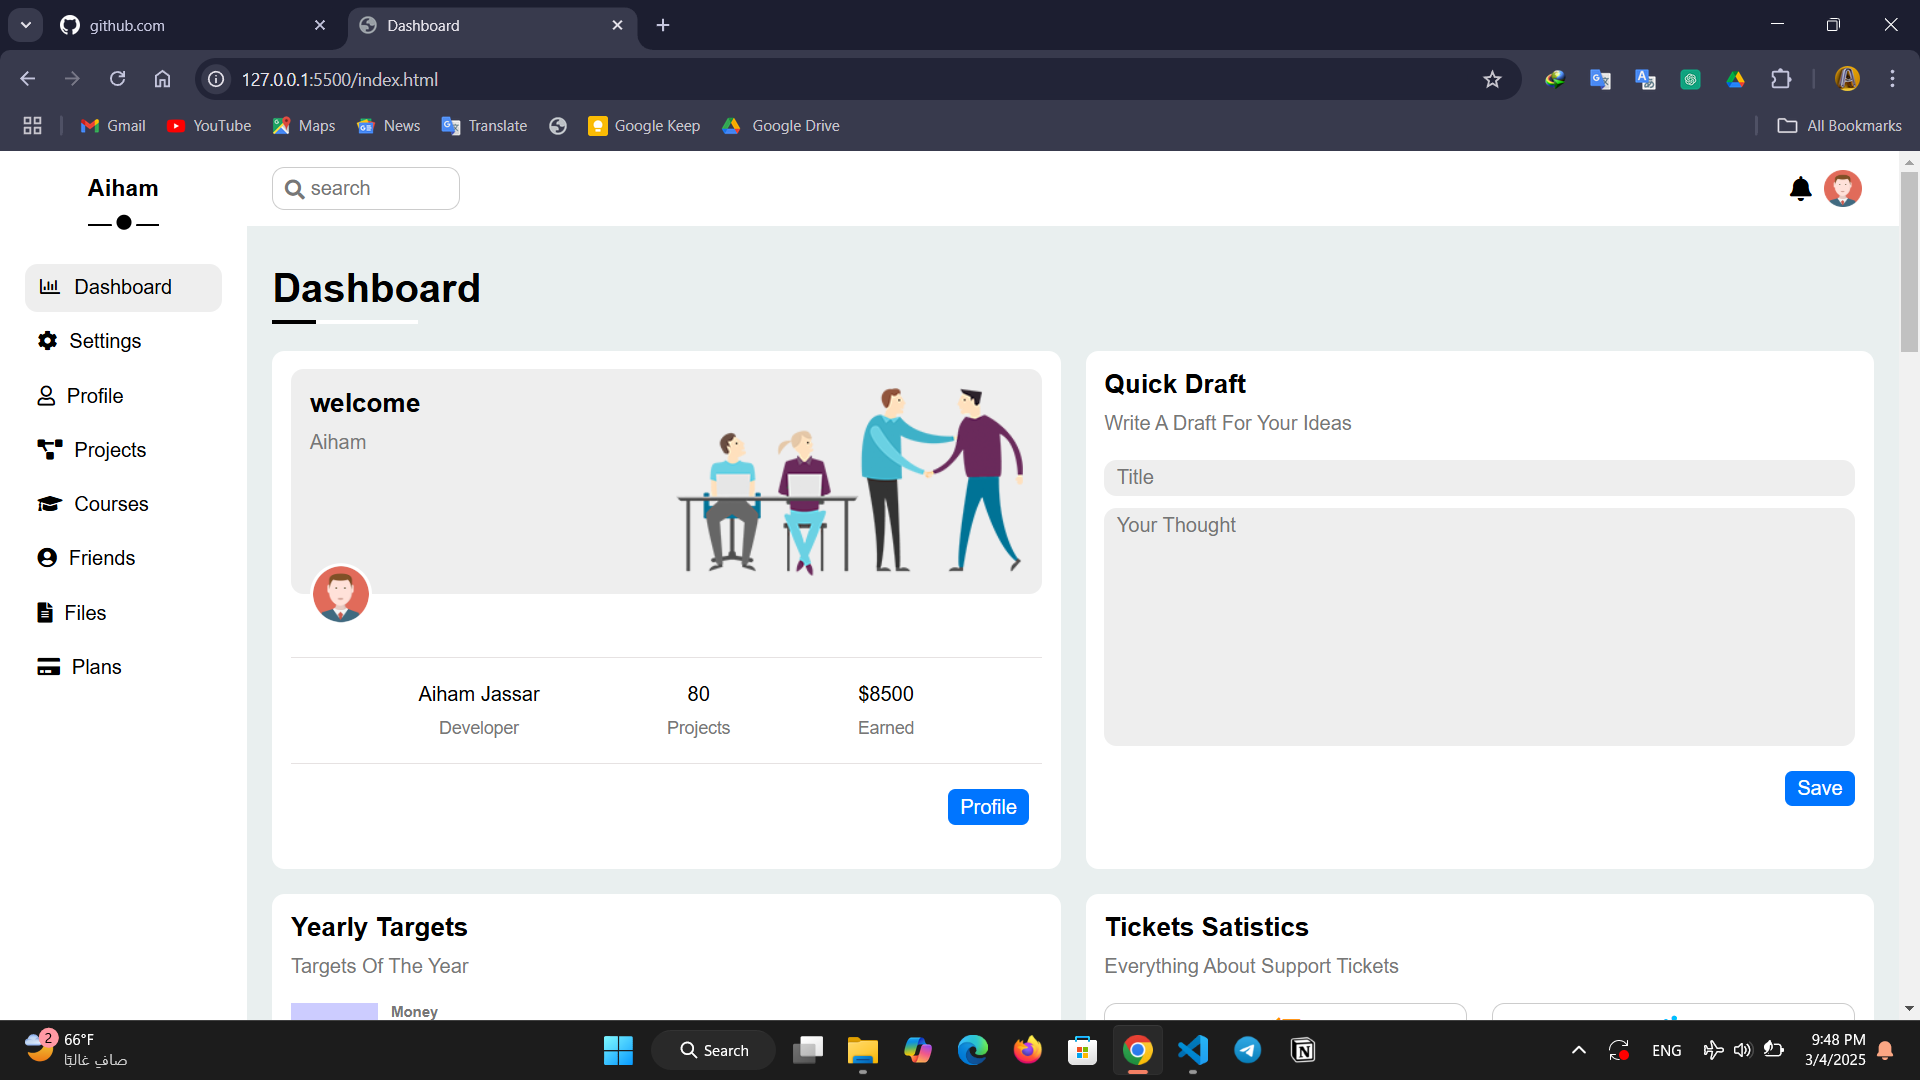 github.com
Dashboard
127.0.0.1:5500/index.html
Gmail
YouTube
Maps
News
Translate
Google Keep
Google Drive
All Bookmarks
Aiham
search
Dashboard
Settings
Profile
Projects
Courses
Friends
Files
Plans
Dashboard
welcome
Aiham
Aiham Jassar
80
$8500
Developer
Projects
Earned
Profile
Quick Draft
Write A Draft For Your Ideas
Title
Your Thought
Save
Yearly Targets
Targets Of The Year
Money
Tickets Satistics
Everything About Support Tickets
2
66°F
صافٍ غالبًا
Search
ENG
9:48 PM
3/4/2025